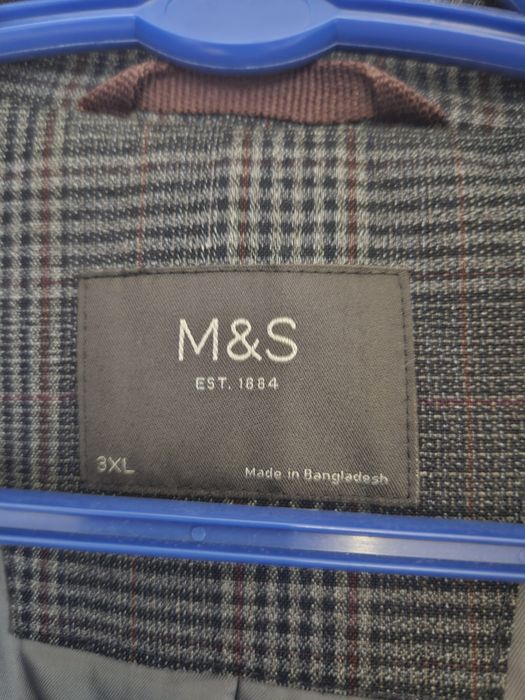 M&S
EST. 1884
3XL
Made in Bangladesh